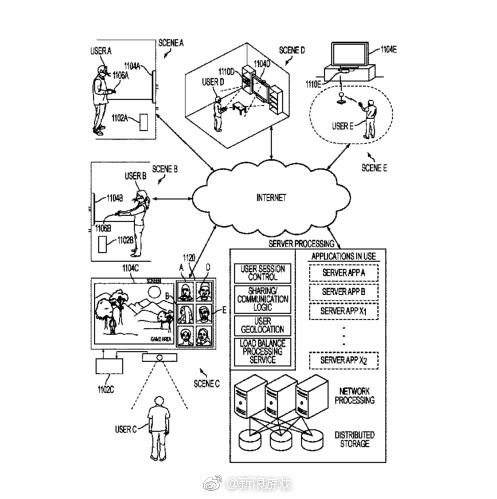 USER A
SCENE A
1104A
1106A
1102A
1110D
1104D
SCENE D
USER D
1104E
1110E
USER E
SCENE E
SCENE B
USER B
1104B
1106B
1102B
INTERNET
1104C
SCREEN
1120
A
D
B
E
GAME AREA
1102C
SCENE C
USER C
SERVER PROCESSING
USER SESSION
CONTROL
SHARING/
COMMUNICATION
LOGIC
USER
GEOLOCATION
LOAD BALANCE
PROCESSING
SERVICE
APPLICATIONS IN USE
SERVER APP A
SERVER APP B
SERVER APP X1
SERVER APP X2
NETWORK
PROCESSING
DISTRIBUTED
STORAGE
@新浪游戏